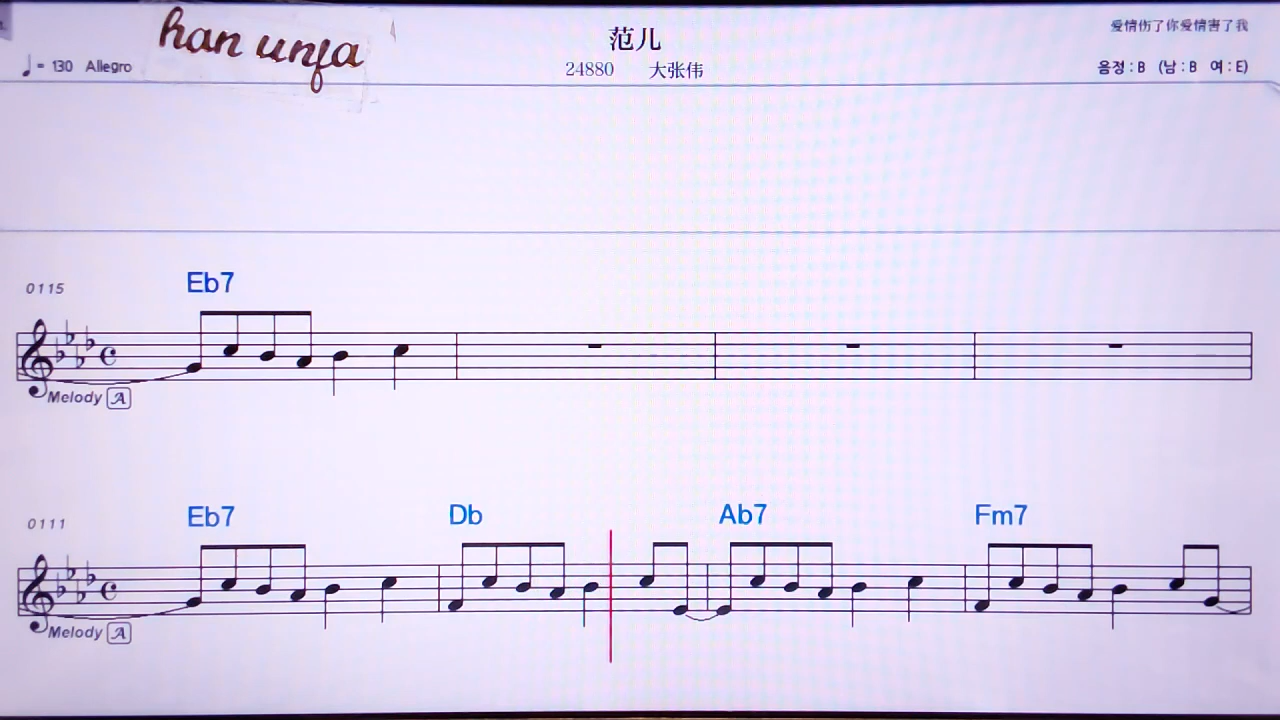 han unfa
♩= 130 Allegro
范儿
24880 大张伟
爱情伤了你爱情害了我
음정 : B (남 : B 여 : E)
0115
Eb7
Melody A
0111
Eb7 Db Ab7 Fm7
Melody A